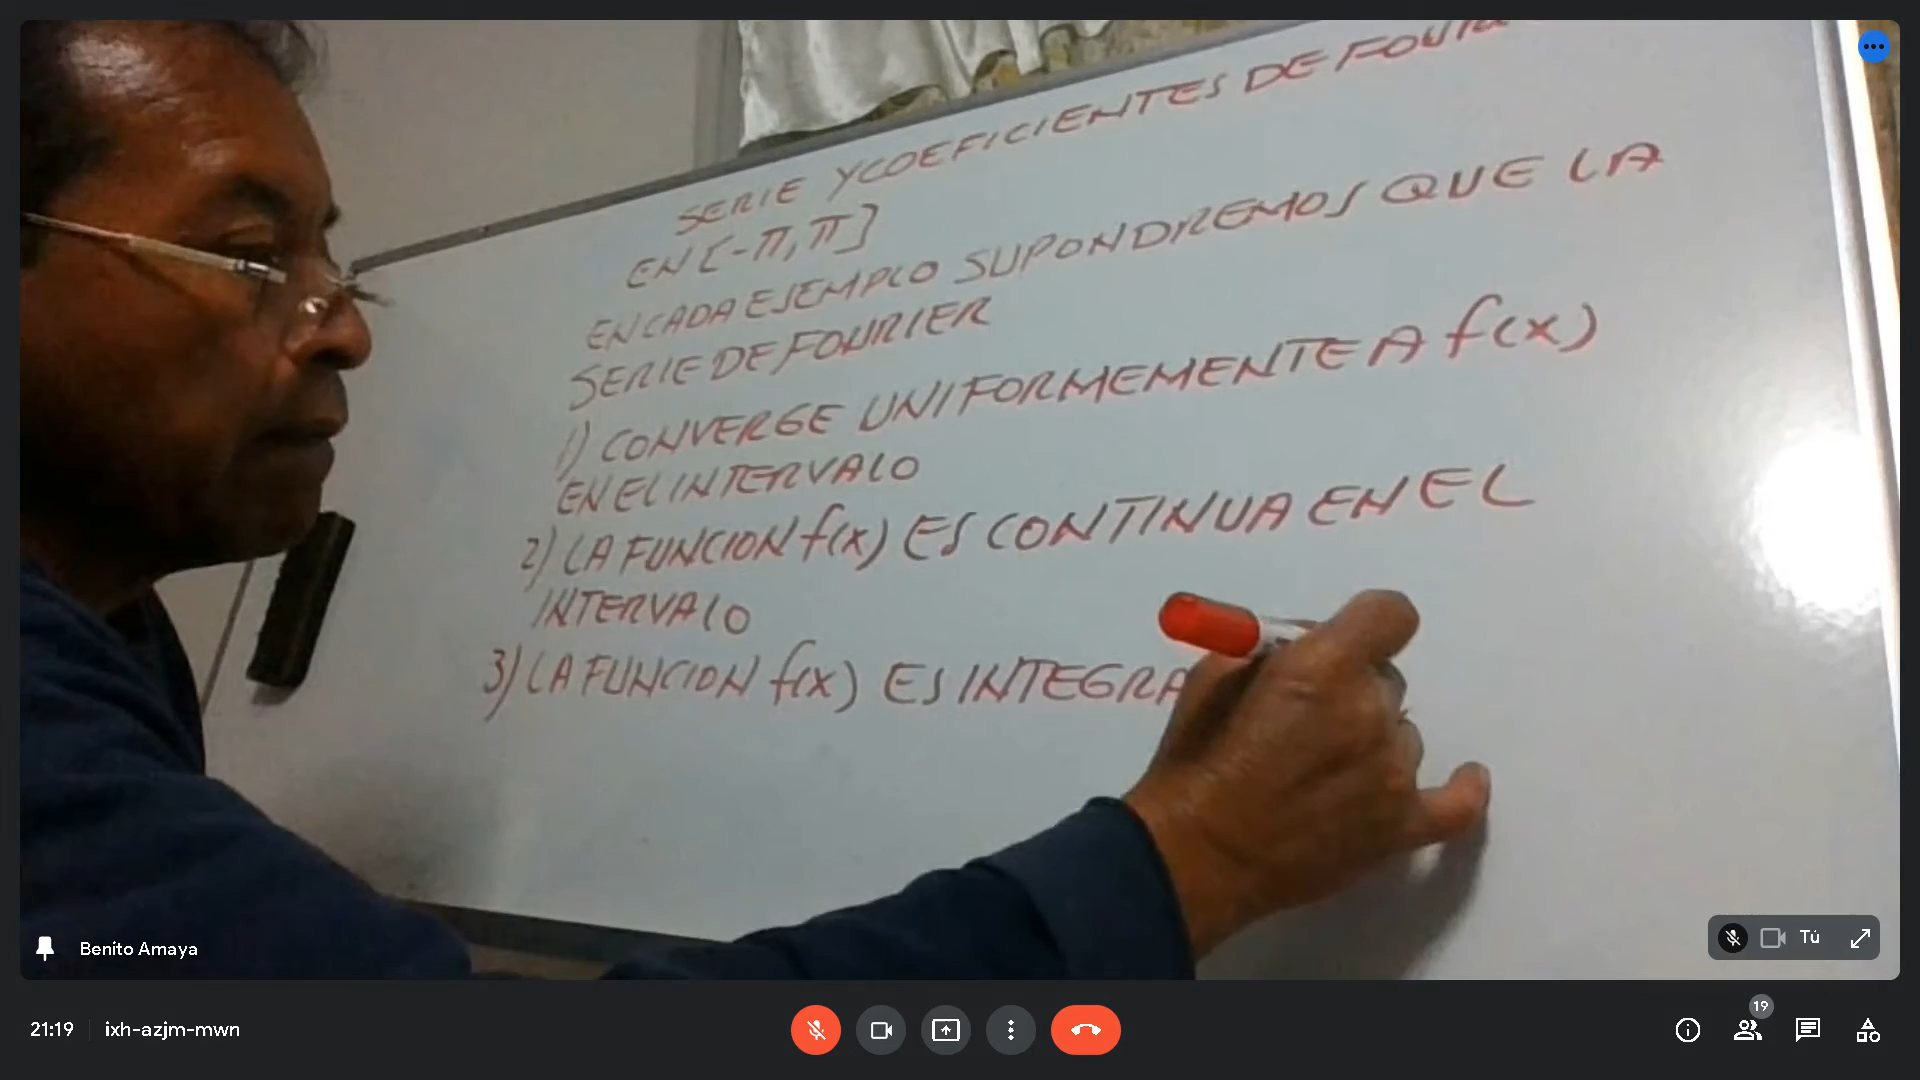 SERIE Y COEFICIENTES DE
EN [-π, π]
EN CADA EJEMPLO SUPONDREMOS QUE LA
SERIE DE FOURIER
1) CONVERGE UNIFORMEMENTE A f(x)
EN EL INTERVALO
2) LA FUNCION f(x) ES CONTINUA EN EL
INTERVALO
3) LA FUNCION f(x) ES INTEGRA
Benito Amaya
Tú
21:19 ixh-azjm-mwn
19